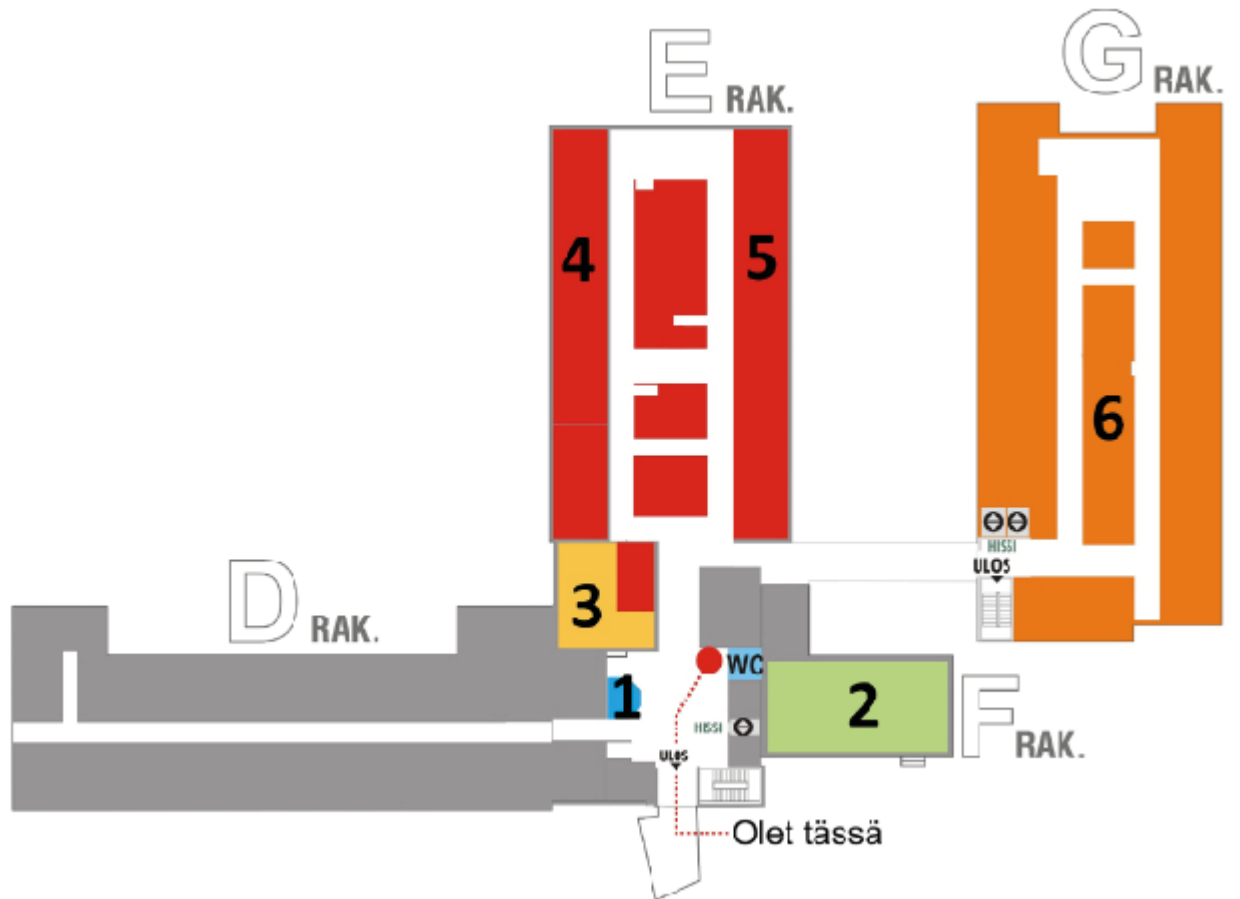 E RAK.
G RAK.
4
5
6
HISSI
ULOS
D RAK.
3
WC
1
2
F RAK.
HISSI
ULOS
Olet tässä